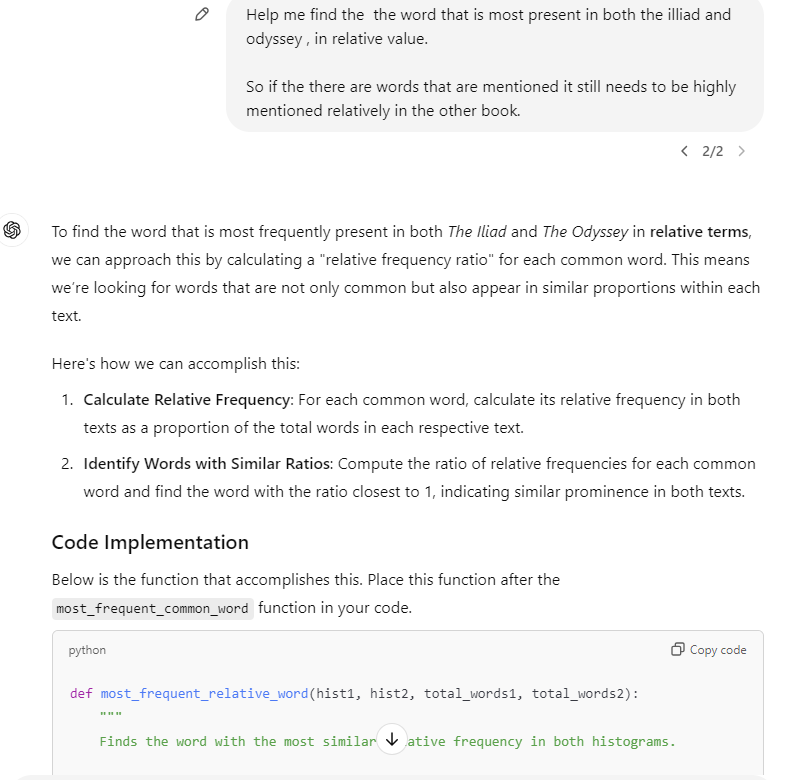 Help me find the  the word that is most present in both the illiad and
odyssey , in relative value.
So if the there are words that are mentioned it still needs to be highly
mentioned relatively in the other book.
2/2
To find the word that is most frequently present in both The Iliad and The Odyssey in relative terms,
we can approach this by calculating a "relative frequency ratio" for each common word. This means
we're looking for words that are not only common but also appear in similar proportions within each
text.
Here's how we can accomplish this:
1. Calculate Relative Frequency: For each common word, calculate its relative frequency in both
texts as a proportion of the total words in each respective text.
2. Identify Words with Similar Ratios: Compute the ratio of relative frequencies for each common
word and find the word with the ratio closest to 1, indicating similar prominence in both texts.
Code Implementation
Below is the function that accomplishes this. Place this function after the
most_frequent_common_word function in your code.
python Copy code
def most_frequent_relative_word(hist1, hist2, total_words1, total_words2):
"""
Finds the word with the most similar ative frequency in both histograms.